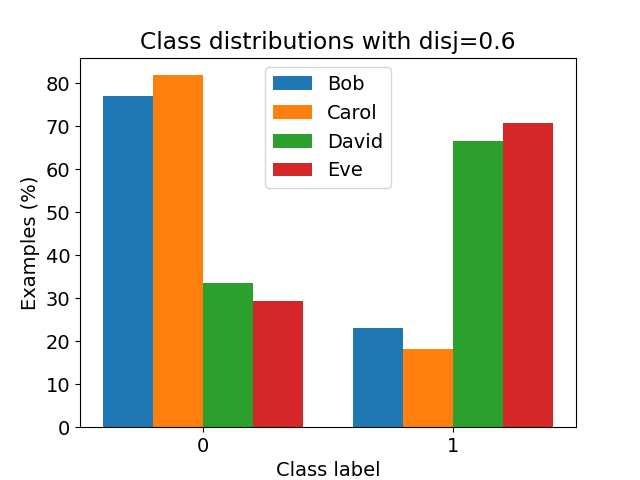 Class distributions with disj=0.6
Bob
Carol
David
Eve
Examples (%)
80
70
60
50
40
30
20
10
0
0 1
Class label